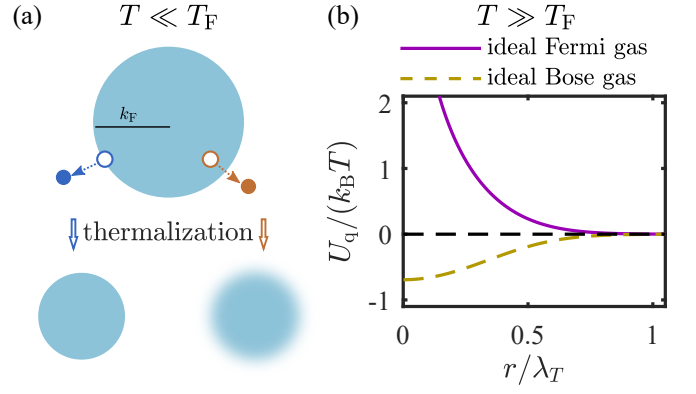 (a)
T ≪ T_F
k_F
thermalization
(b)
T ≫ T_F
ideal Fermi gas
ideal Bose gas
U_q/(k_BT)
2
1
0
-1
0
0.5
1
r/λ_T